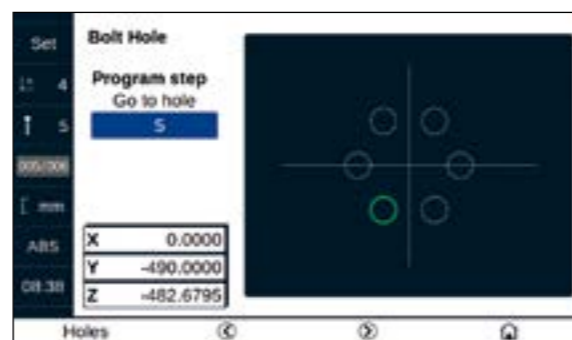 Set
4
5
005/006
mm
ABS
08:38
Bolt Hole
Program step
Go to hole
5
X 0.0000
Y -490.0000
Z -482.6795
Holes